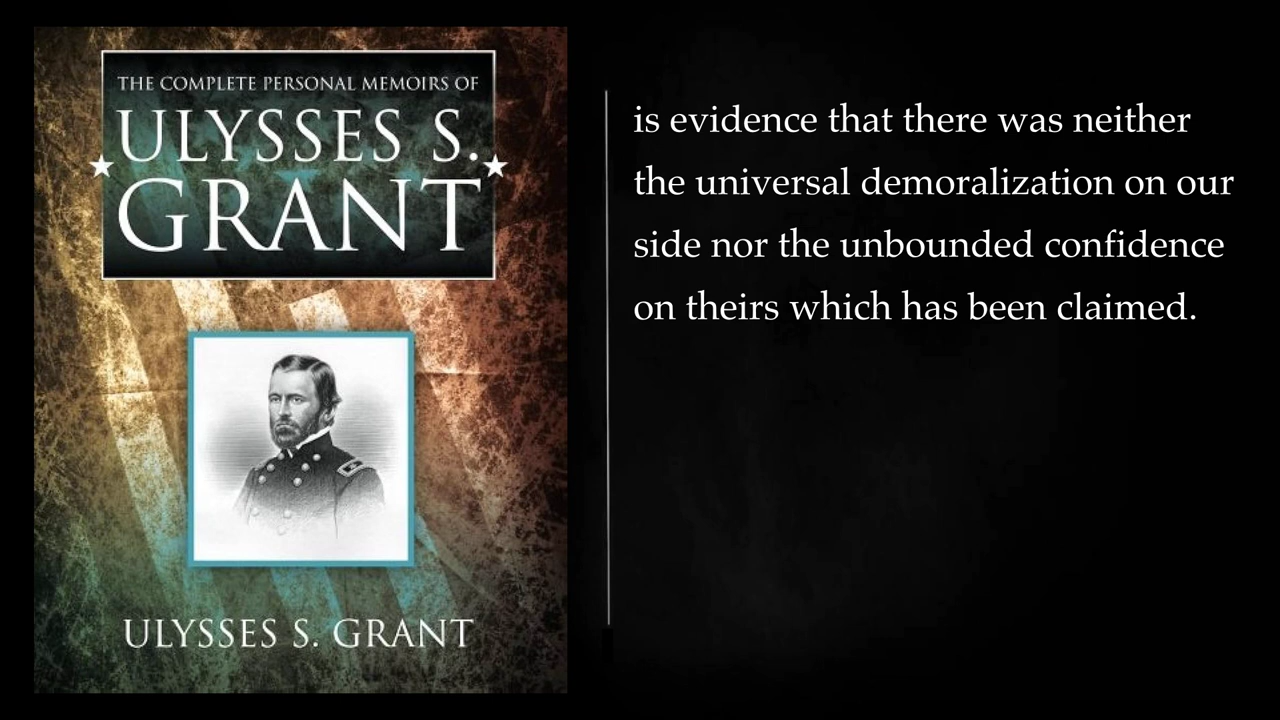 THE COMPLETE PERSONAL MEMOIRS OF
ULYSSES S.
GRANT
ULYSSES S. GRANT
is evidence that there was neither
the universal demoralization on our
side nor the unbounded confidence
on theirs which has been claimed.